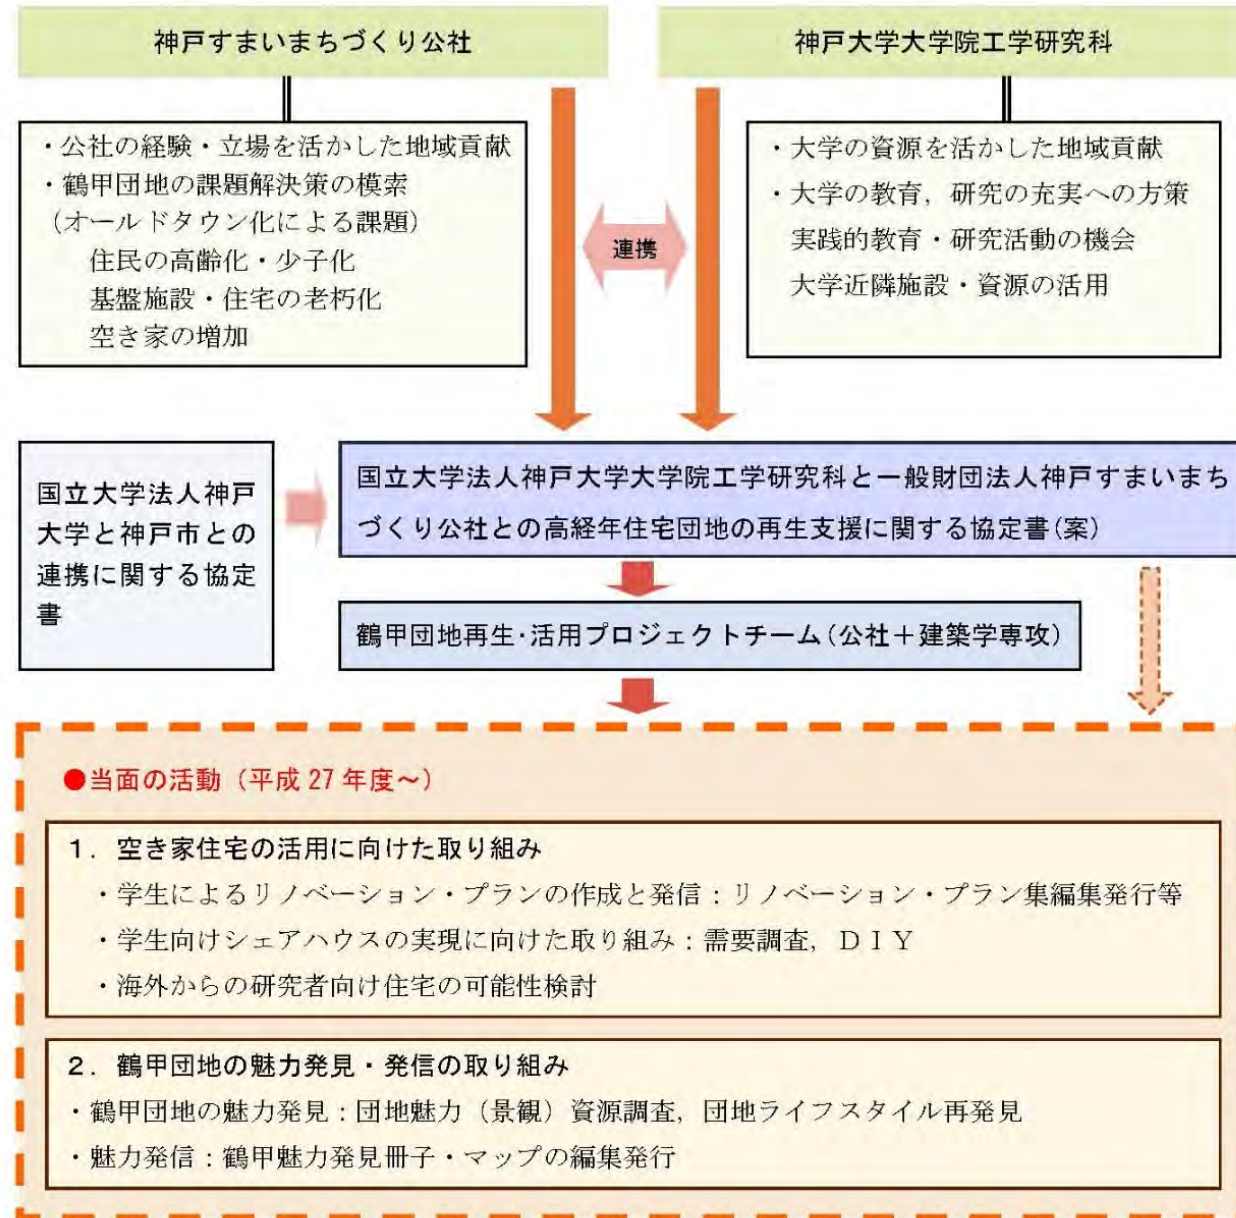 神戸すまいまちづくり公社
神戸大学大学院工学研究科
・公社の経験・立場を活かした地域貢献
・鶴甲団地の課題解決策の模索
（オールドタウン化による課題）
住民の高齢化・少子化
基盤施設・住宅の老朽化
空き家の増加
連携
・大学の資源を活かした地域貢献
・大学の教育，研究の充実への方策
実践的教育・研究活動の機会
大学近隣施設・資源の活用
国立大学法人神戸
大学と神戸市との
連携に関する協定
書
国立大学法人神戸大学大学院工学研究科と一般財団法人神戸すまいまち
づくり公社との高経年住宅団地の再生支援に関する協定書(案)
鶴甲団地再生･活用プロジェクトチーム(公社＋建築学専攻)
●当面の活動（平成 27 年度～）
１．空き家住宅の活用に向けた取り組み
・学生によるリノベーション・プランの作成と発信：リノベーション・プラン集編集発行等
・学生向けシェアハウスの実現に向けた取り組み：需要調査，ＤＩＹ
・海外からの研究者向け住宅の可能性検討
２．鶴甲団地の魅力発見・発信の取り組み
・鶴甲団地の魅力発見：団地魅力（景観）資源調査，団地ライフスタイル再発見
・魅力発信：鶴甲魅力発見冊子・マップの編集発行